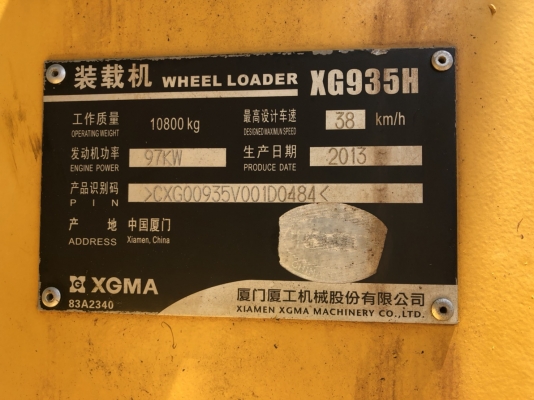 装载机 WHEEL LOADER XG935H
工作质量 10800 kg 最高设计车速 38 km/h
OPERATING WEIGHT DESIGNED MAXIMUM SPEED
发动机功率 97KW 生产日期 2013
ENGINE POWER PRODUCE DATE
产品识别码 >CXG00935V001D0484<
PIN
产 地 中国厦门
ADDRESS Xiamen, China
XGMA
83A2340
厦门厦工机械股份有限公司
XIAMEN XGMA MACHINERY CO.,LTD.